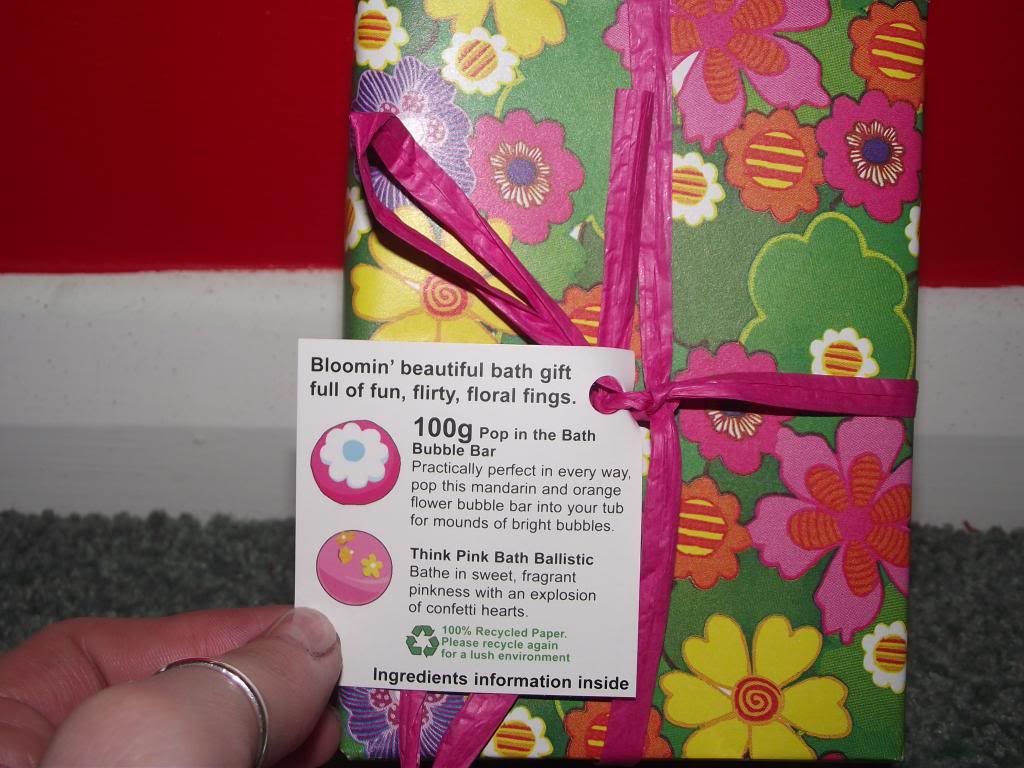 Bloomin' beautiful bath gift
full of fun, flirty, floral fings.
100g Pop in the Bath
Bubble Bar
Practically perfect in every way,
pop this mandarin and orange
flower bubble bar into your tub
for mounds of bright bubbles.
Think Pink Bath Ballistic
Bathe in sweet, fragrant
pinkness with an explosion
of confetti hearts.
100% Recycled Paper.
Please recycle again
for a lush environment
Ingredients information inside